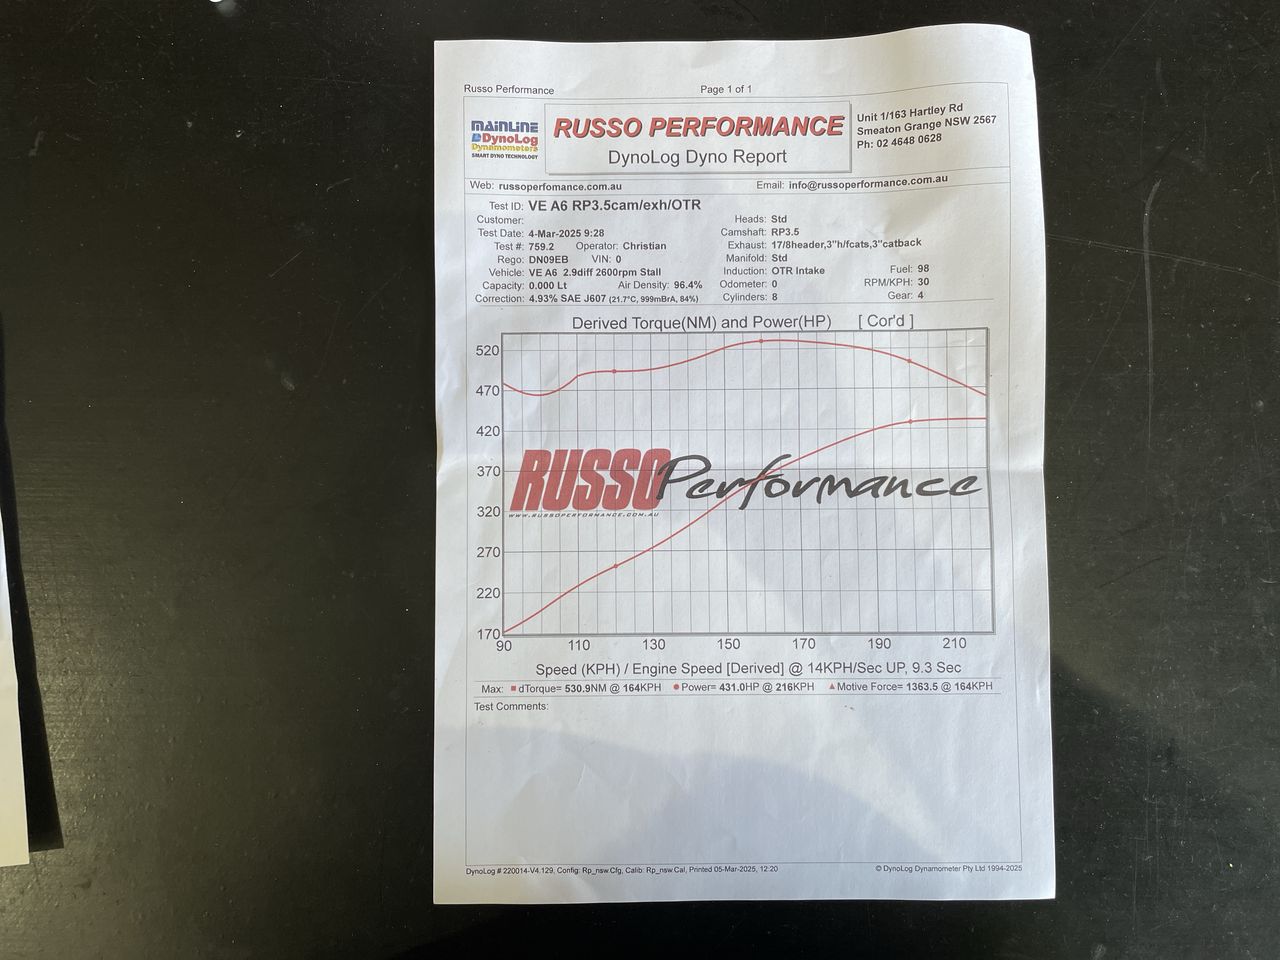 Russo Performance Page 1 of 1
MAINLINE
DynoLog
Dynamometers
SMART DYNO TECHNOLOGY
RUSSO PERFORMANCE
DynoLog Dyno Report
Unit 1/163 Hartley Rd
Smeaton Grange NSW 2567
Ph: 02 4648 0628
Web: russoperfomance.com.au Email: info@russoperformance.com.au
Test ID: VE A6 RP3.5cam/exh/OTR
Customer: Heads: Std
Test Date: 4-Mar-2025 9:28 Camshaft: RP3.5
Test #: 759.2 Operator: Christian Exhaust: 17/8header,3"h/fcats,3"catback
Rego: DN09EB VIN: 0 Manifold: Std
Vehicle: VE A6 2.9diff 2600rpm Stall Induction: OTR Intake Fuel: 98
Capacity: 0.000 Lt Air Density: 96.4% Odometer: 0 RPM/KPH: 30
Correction: 4.93% SAE J607 (21.7°C, 999mBrA, 84%) Cylinders: 8 Gear: 4
Derived Torque(NM) and Power(HP) [ Cor'd ]
520
470
420
370
320
270
220
170
RUSSO Performance
WWW.RUSSOPERFORMANCE.COM.AU
90 110 130 150 170 190 210
Speed (KPH) / Engine Speed [Derived] @ 14KPH/Sec UP, 9.3 Sec
Max: dTorque= 530.9NM @ 164KPH Power= 431.0HP @ 216KPH Motive Force= 1363.5 @ 164KPH
Test Comments:
DynoLog # 220014-V4.129, Config: Rp_nsw.Cfg, Calib: Rp_nsw.Cal, Printed 05-Mar-2025, 12:20 © DynoLog Dynamometer Pty Ltd 1994-2025